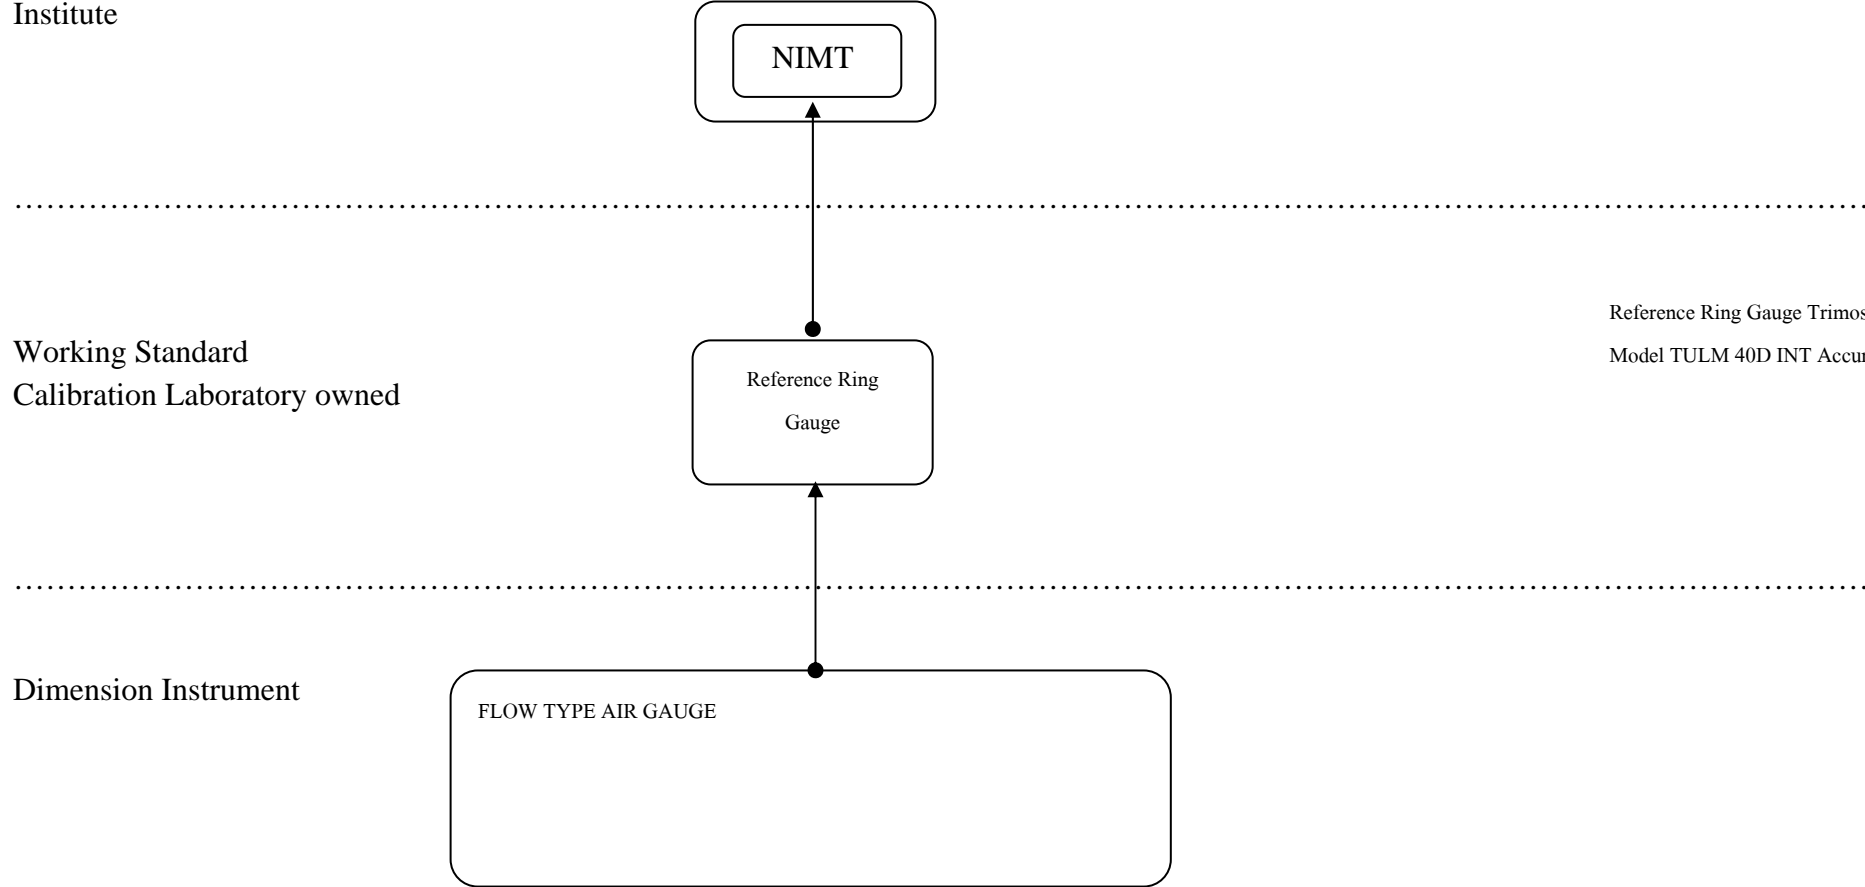 Institute
NIMT
Reference Ring Gauge Trimos
Working Standard
Model TULM 40D INT
Calibration Laboratory owned
Reference Ring
Gauge
Dimension Instrument
FLOW TYPE AIR GAUGE